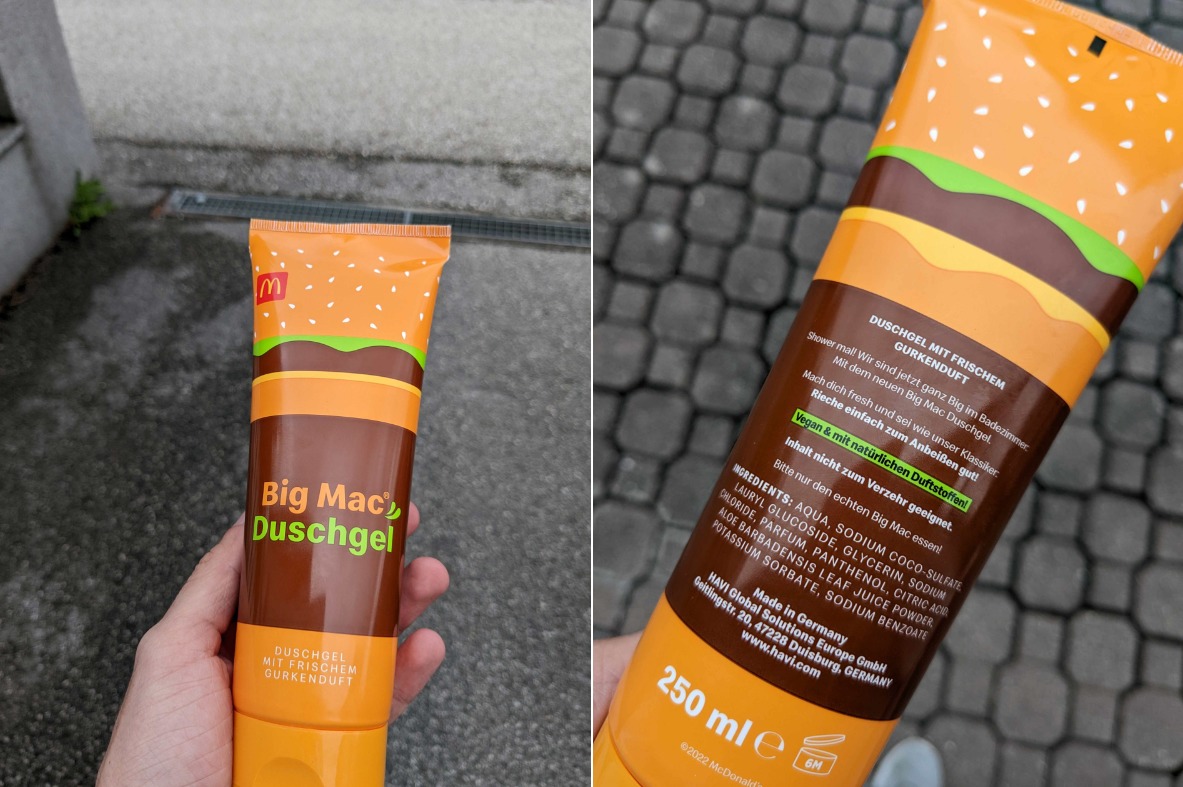 Big Mac®
Duschgel
DUSCHGEL
MIT FRISCHEM
GURKENDUFT
DUSCHGEL MIT FRISCHEM
GURKENDUFT
Shower mal! Wir sind jetzt ganz Big im Badezimmer:
Mit dem neuen Big Mac Duschgel.
Mach dich fresh und sei wie unser Klassiker:
Rieche einfach zum Anbeißen gut!
Vegan & mit natürlichen Duftstoffen!
Inhalt nicht zum Verzehr geeignet.
Bitte nur den echten Big Mac essen!
INGREDIENTS: AQUA, SODIUM COCO-SULFATE,
LAURYL GLUCOSIDE, GLYCERIN, SODIUM
CHLORIDE, PARFUM, PANTHENOL, CITRIC ACID,
ALOE BARBADENSIS LEAF JUICE POWDER,
POTASSIUM SORBATE, SODIUM BENZOATE
Made in Germany
HAVI Global Solutions Europe GmbH
Geitlingstr. 20, 47228 Duisburg, GERMANY
www.havi.com
250 ml e
6M
©2022 McDonald's